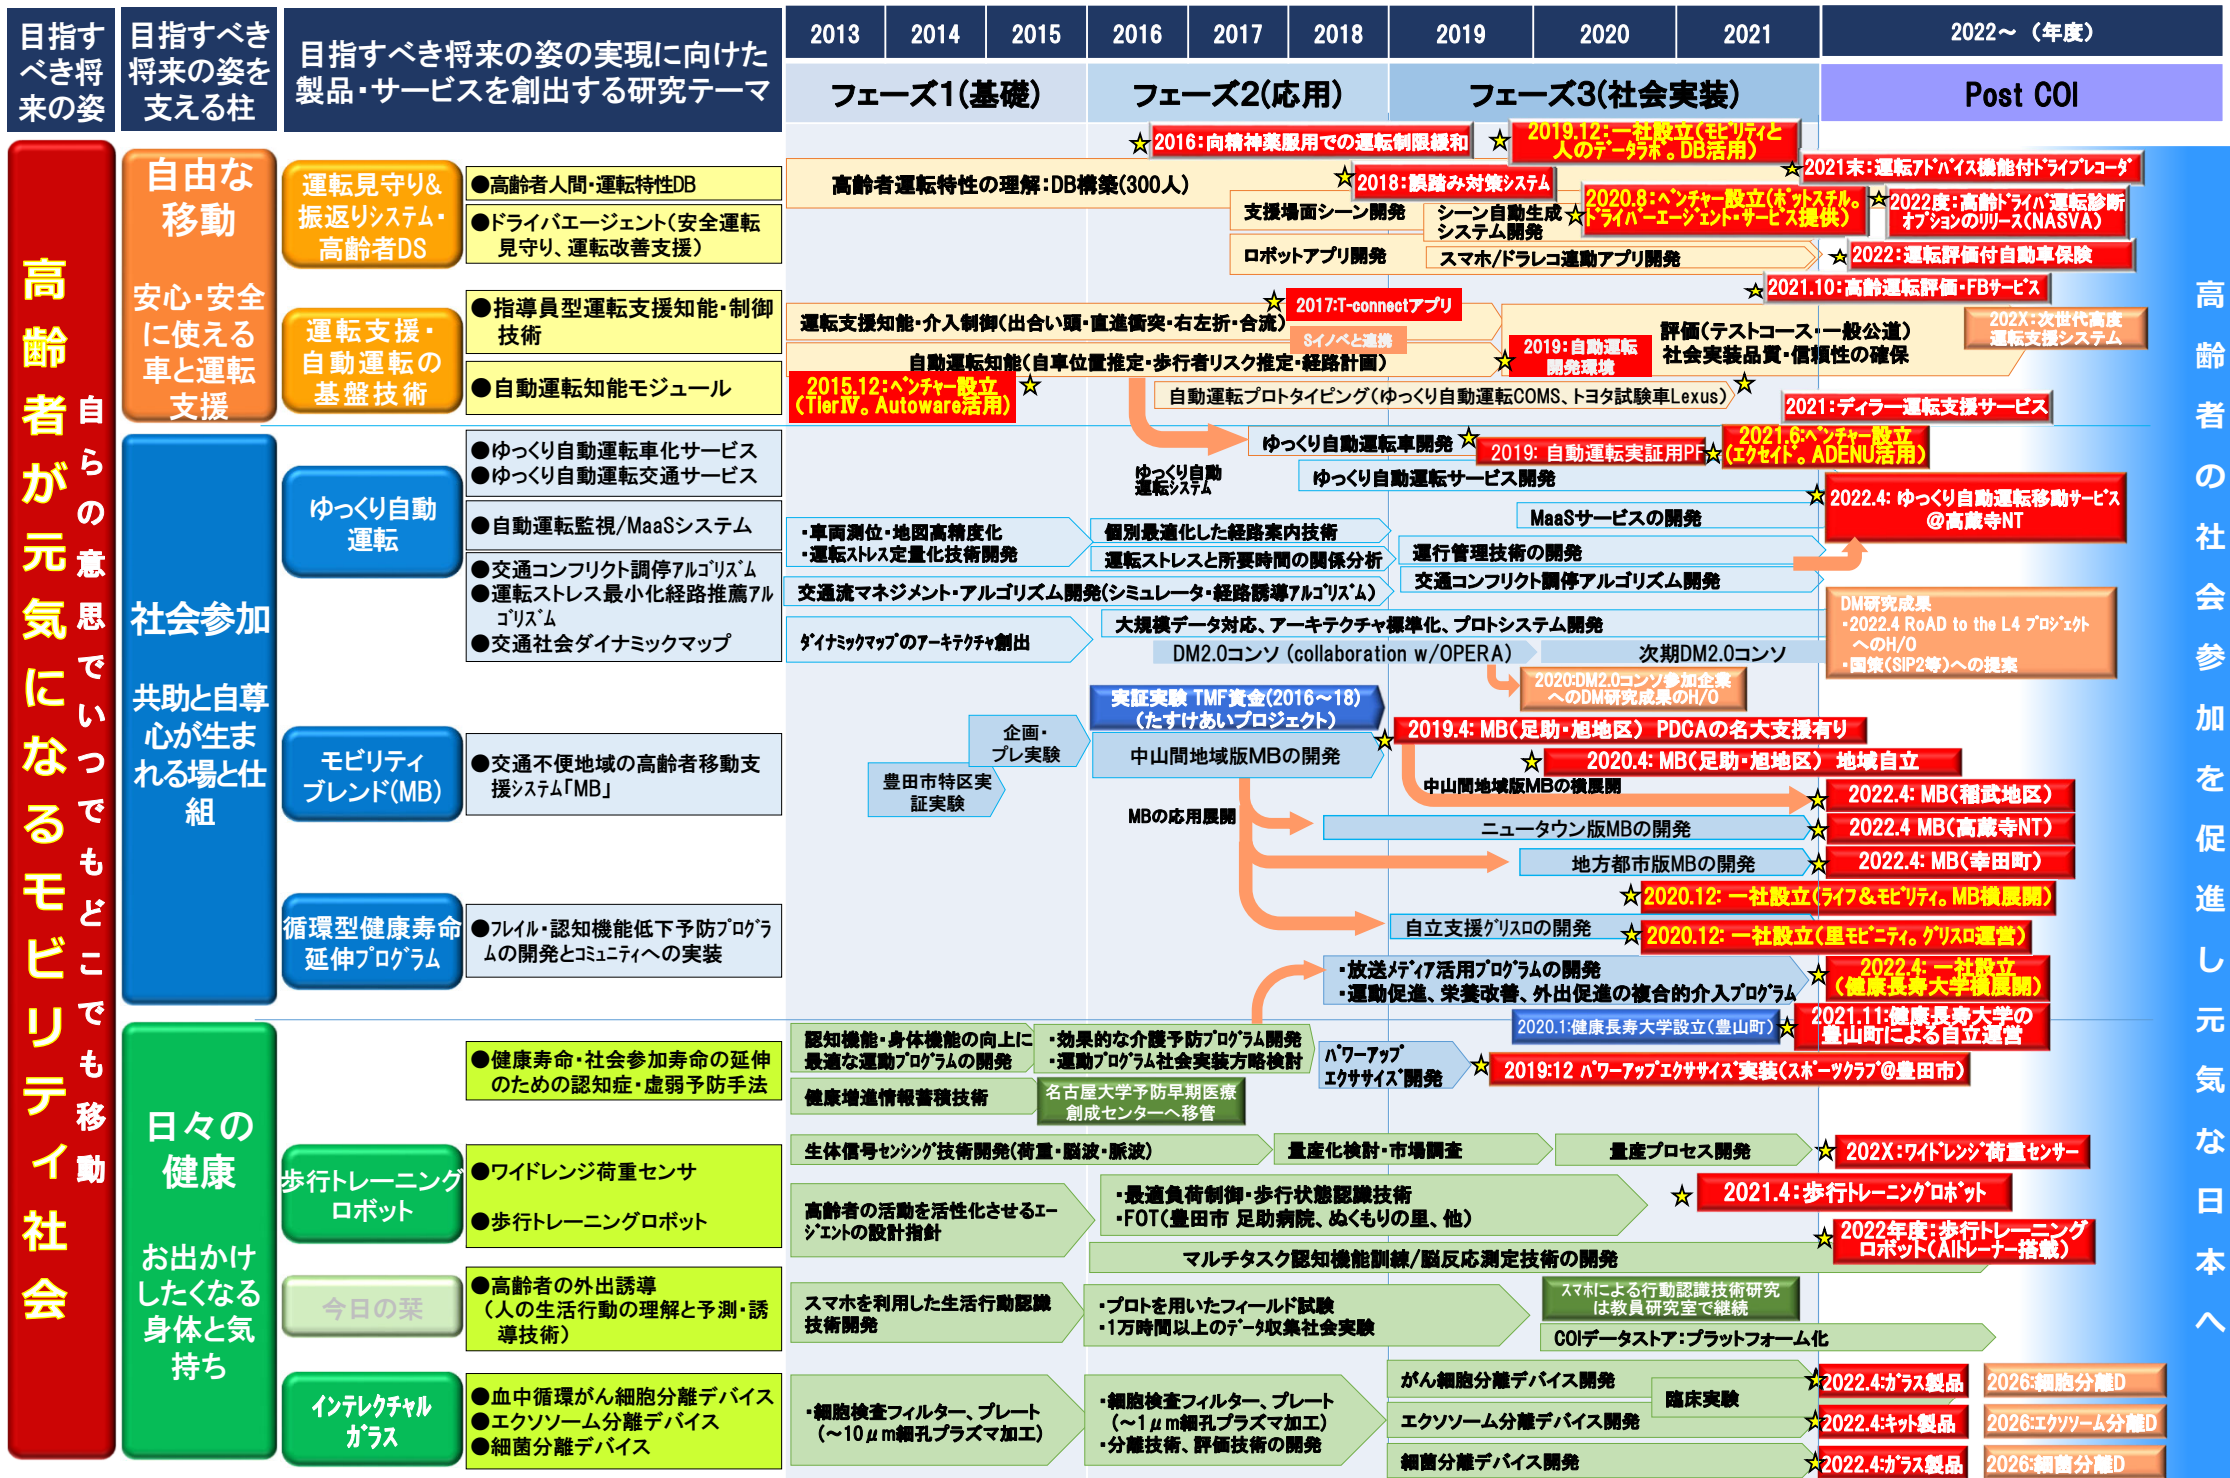 目指す
べき将
来の姿
目指すべき
将来の姿を
支える柱
目指すべき将来の姿の実現に向けた
製品・サービスを創出する研究テーマ
2013
2014
2015
2016
2017
2018
2019
2020
2021
2022～（年度）
フェーズ1(基礎)
フェーズ2(応用)
フェーズ3(社会実装)
Post COI
高齢者が元気になるモビリティ社会
自らの意思でいつでもどこでも移動
高齢者の社会参加を促進し元気な日本へ
自由な
移動
安心・安全
に使える
車と運転
支援
運転見守り&
振返りシステム・
高齢者DS
●高齢者人間・運転特性DB
●ドライバエージェント(安全運転
見守り、運転改善支援)
運転支援・
自動運転の
基盤技術
●指導員型運転支援知能・制御
技術
●自動運転知能モジュール
2016：向精神薬服用での運転制限緩和
2019.12：一社設立(モビリティと
人のデータラボ。DB活用)
高齢者運転特性の理解：DB構築(300人)
2018：誤踏み対策システム
2021末：運転アドバイス機能付ドライブレコーダ
支援場面シーン開発
シーン自動生成
システム開発
2020.8：ベンチャー設立(ポットスチル。
ドライバーエージェント・サービス提供)
2022度：高齢ドライバ運転診断
オプションのリリース(NASVA)
ロボットアプリ開発
スマホ/ドラレコ連動アプリ開発
2022：運転評価付自動車保険
2021.10：高齢運転評価・FBサービス
2017:T-connectアプリ
運転支援知能・介入制御(出合い頭・直進衝突・右左折・合流)
Sイノベと連携
自動運転知能(自車位置推定・歩行者リスク推定・経路計画)
2019：自動運転
開発環境
評価(テストコース・一般公道)
社会実装品質・信頼性の確保
202X：次世代高度
運転支援システム
2015.12：ベンチャー設立
(TierⅣ。Autoware活用)
自動運転プロトタイピング(ゆっくり自動運転COMS、トヨタ試験車Lexus)
2021：ディラー運転支援サービス
社会参加
共助と自尊
心が生ま
れる場と仕
組
ゆっくり自動
運転
●ゆっくり自動運転車化サービス
●ゆっくり自動運転交通サービス
●自動運転監視/MaaSシステム
●交通コンフリクト調停アルゴリズム
●運転ストレス最小化経路推薦アル
ゴリズム
●交通社会ダイナミックマップ
ゆっくり自動
運転システム
ゆっくり自動運転車開発
2019: 自動運転実証用PF
2021.6:ベンチャー設立
(エクセイド。ADENU活用)
ゆっくり自動運転サービス開発
MaaSサービスの開発
2022.4: ゆっくり自動運転移動サービス
@高蔵寺NT
・車両測位・地図高精度化
・運転ストレス定量化技術開発
個別最適化した経路案内技術
運転ストレスと所要時間の関係分析
運行管理技術の開発
交通流マネジメント・アルゴリズム開発(シミュレータ・経路誘導アルゴリズム)
交通コンフリクト調停アルゴリズム開発
ダイナミックマップのアーキテクチャ創出
大規模データ対応、アーキテクチャ標準化、プロトシステム開発
DM2.0コンソ (collaboration w/OPERA)
次期DM2.0コンソ
DM研究成果
・2022.4 RoAD to the L4 プロジェクト
へのH/O
・国策(SIP2等)への提案
2020:DM2.0コンソ参加企業
へのDM研究成果のH/O
モビリティ
ブレンド(MB)
●交通不便地域の高齢者移動支
援システム「MB」
実証実験 TMF資金(2016～18)
(たすけあいプロジェクト)
企画・
プレ実験
豊田市特区実
証実験
中山間地域版MBの開発
2019.4: MB(足助・旭地区) PDCAの名大支援有り
2020.4: MB(足助・旭地区) 地域自立
中山間地域版MBの横展開
2022.4: MB(稲武地区)
MBの応用展開
ニュータウン版MBの開発
2022.4 MB(高蔵寺NT)
地方都市版MBの開発
2022.4: MB(幸田町)
2020.12: 一社設立(ライフ&モビリティ。MB横展開)
自立支援グリスロの開発
2020.12: 一社設立(里モビニティ。グリスロ運営)
循環型健康寿命
延伸プログラム
●フレイル・認知機能低下予防プログラ
ムの開発とコミュニティへの実装
・放送メディア活用プログラムの開発
・運動促進、栄養改善、外出促進の複合的介入プログラム
2022.4: 一社設立
(健康長寿大学横展開)
日々の
健康
お出かけ
したくなる
身体と気
持ち
●健康寿命・社会参加寿命の延伸
のための認知症・虚弱予防手法
認知機能・身体機能の向上に
最適な運動プログラムの開発
・効果的な介護予防プログラム開発
・運動プログラム社会実装方略検討
2020.1:健康長寿大学設立(豊山町)
2021.11:健康長寿大学の
豊山町による自立運営
パワーアップ
エクササイズ開発
2019:12 パワーアップエクササイズ実装(スポーツクラブ@豊田市)
健康増進情報蓄積技術
名古屋大学予防早期医療
創成センターへ移管
歩行トレーニング
ロボット
●ワイドレンジ荷重センサ
●歩行トレーニングロボット
生体信号センシング技術開発(荷重・脳波・脈波)
量産化検討・市場調査
量産プロセス開発
202X：ワイドレンジ荷重センサー
高齢者の活動を活性化させるエー
ジェントの設計指針
・最適負荷制御・歩行状態認識技術
・FOT(豊田市 足助病院、ぬくもりの里、他)
2021.4：歩行トレーニングロボット
マルチタスク認知機能訓練/脳反応測定技術の開発
2022年度：歩行トレーニング
ロボット(AIトレーナー搭載)
今日の栞
●高齢者の外出誘導
(人の生活行動の理解と予測・誘
導技術)
スマホを利用した生活行動認識
技術開発
・プロトを用いたフィールド試験
・1万時間以上のデータ収集社会実験
スマホによる行動認識技術研究
は教員研究室で継続
COIデータストア：プラットフォーム化
インテレクチャル
ガラス
●血中循環がん細胞分離デバイス
●エクソソーム分離デバイス
●細菌分離デバイス
・細胞検査フィルター、プレート
(～10μm細孔プラズマ加工)
・細胞検査フィルター、プレート
(～1μm細孔プラズマ加工)
・分離技術、評価技術の開発
がん細胞分離デバイス開発
臨床実験
エクソソーム分離デバイス開発
細菌分離デバイス開発
2022.4:ガラス製品
2026:細胞分離D
2022.4:キット製品
2026:エクソソーム分離D
2022.4:ガラス製品
2026:細菌分離D